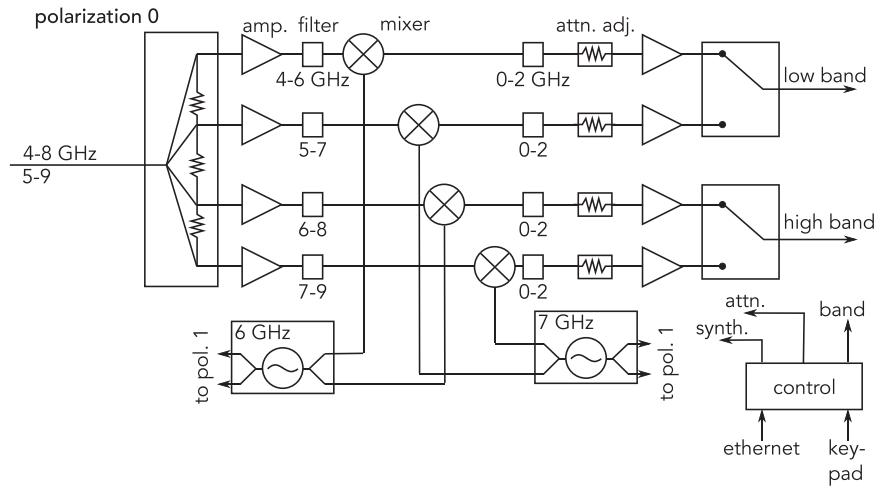 polarization 0
amp. filter mixer attn. adj.
4-6 GHz 0-2 GHz
low band
4-8 GHz
5-9
5-7 0-2
6-8 0-2
high band
7-9 0-2
to pol. 1
6 GHz
7 GHz
to pol. 1
attn.
synth.
band
control
ethernet
key-
pad